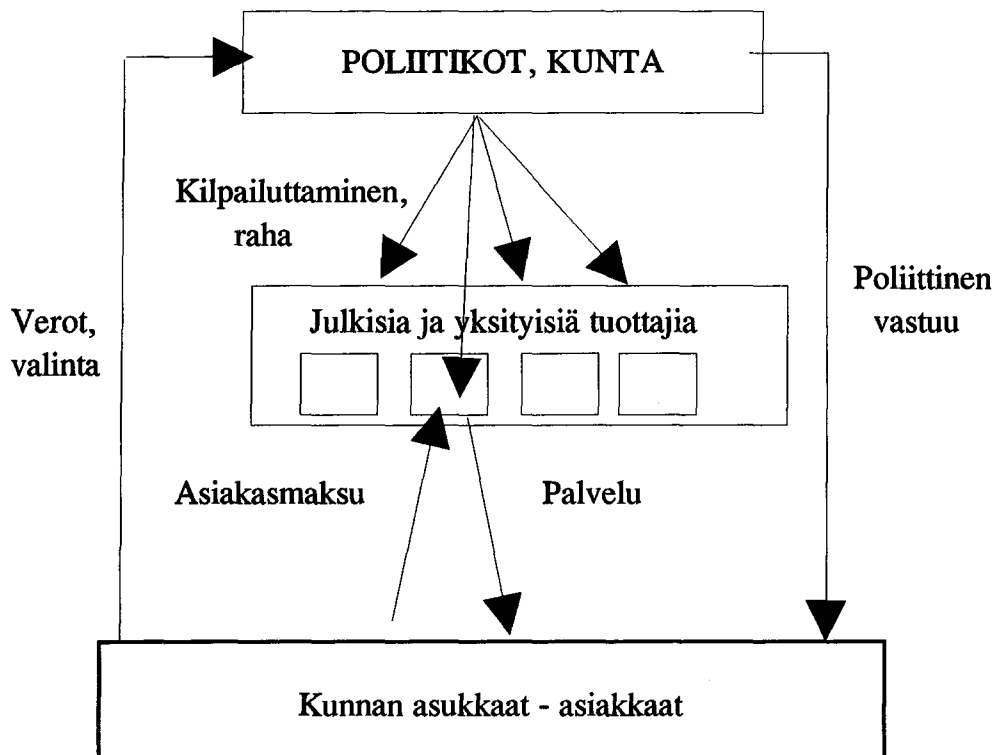 POLIITIKOT, KUNTA
Kilpailuttaminen,
raha
Verot,
valinta
Julkisia ja yksityisiä tuottajia
Poliittinen
vastuu
Asiakasmaksu
Palvelu
Kunnan asukkaat - asiakkaat